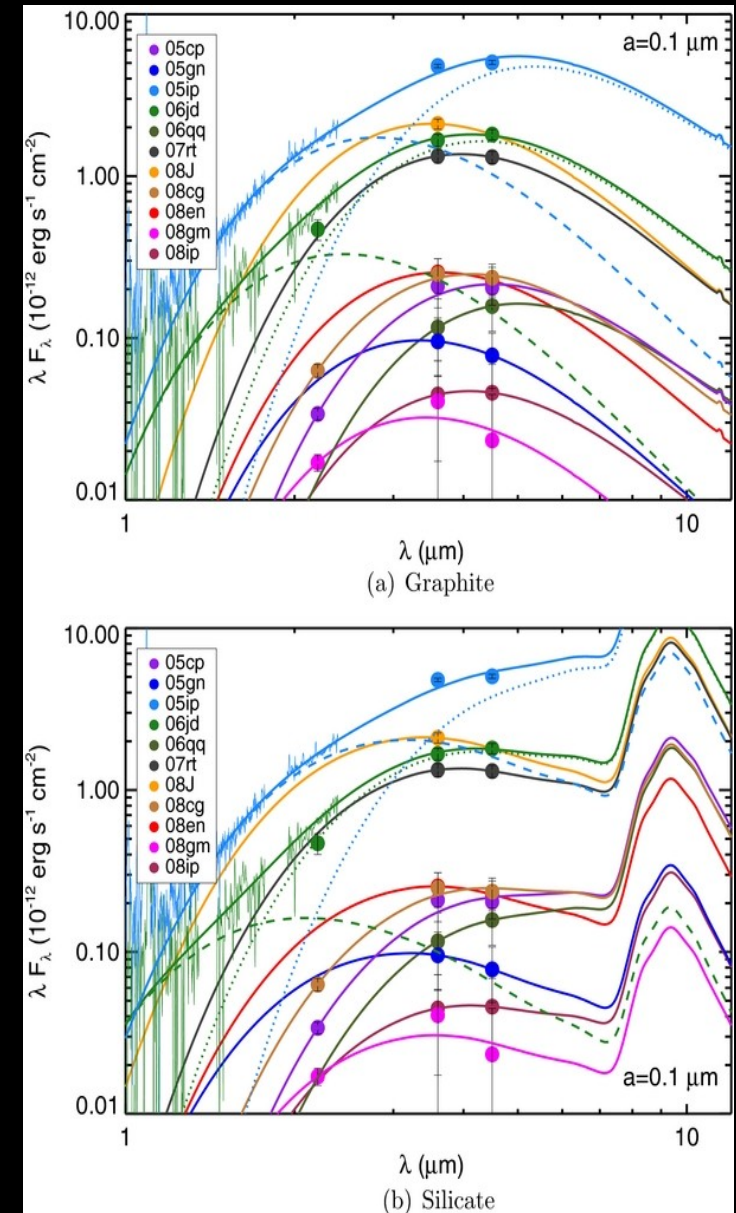 10.00
1.00
0.10
0.01
λ Fλ (10⁻¹² erg s⁻¹ cm⁻²)
05cp
05gn
05ip
06jd
06qq
07rt
08J
08cg
08en
08gm
08ip
a=0.1 μm
1
10
λ (μm)
(a) Graphite
10.00
1.00
0.10
0.01
λ Fλ (10⁻¹² erg s⁻¹ cm⁻²)
05cp
05gn
05ip
06jd
06qq
07rt
08J
08cg
08en
08gm
08ip
a=0.1 μm
1
10
λ (μm)
(b) Silicate